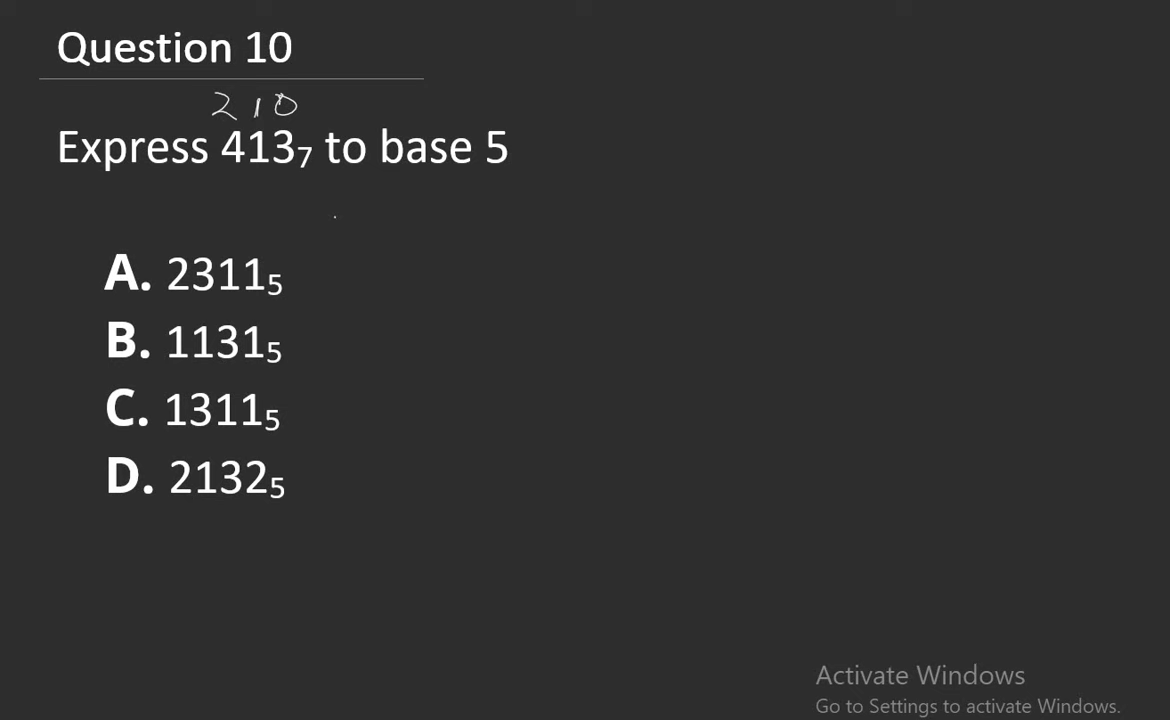 Question 10
2 1 0
Express 413₇ to base 5
A. 2311₅
B. 1131₅
C. 1311₅
D. 2132₅
Activate Windows
Go to Settings to activate Windows.